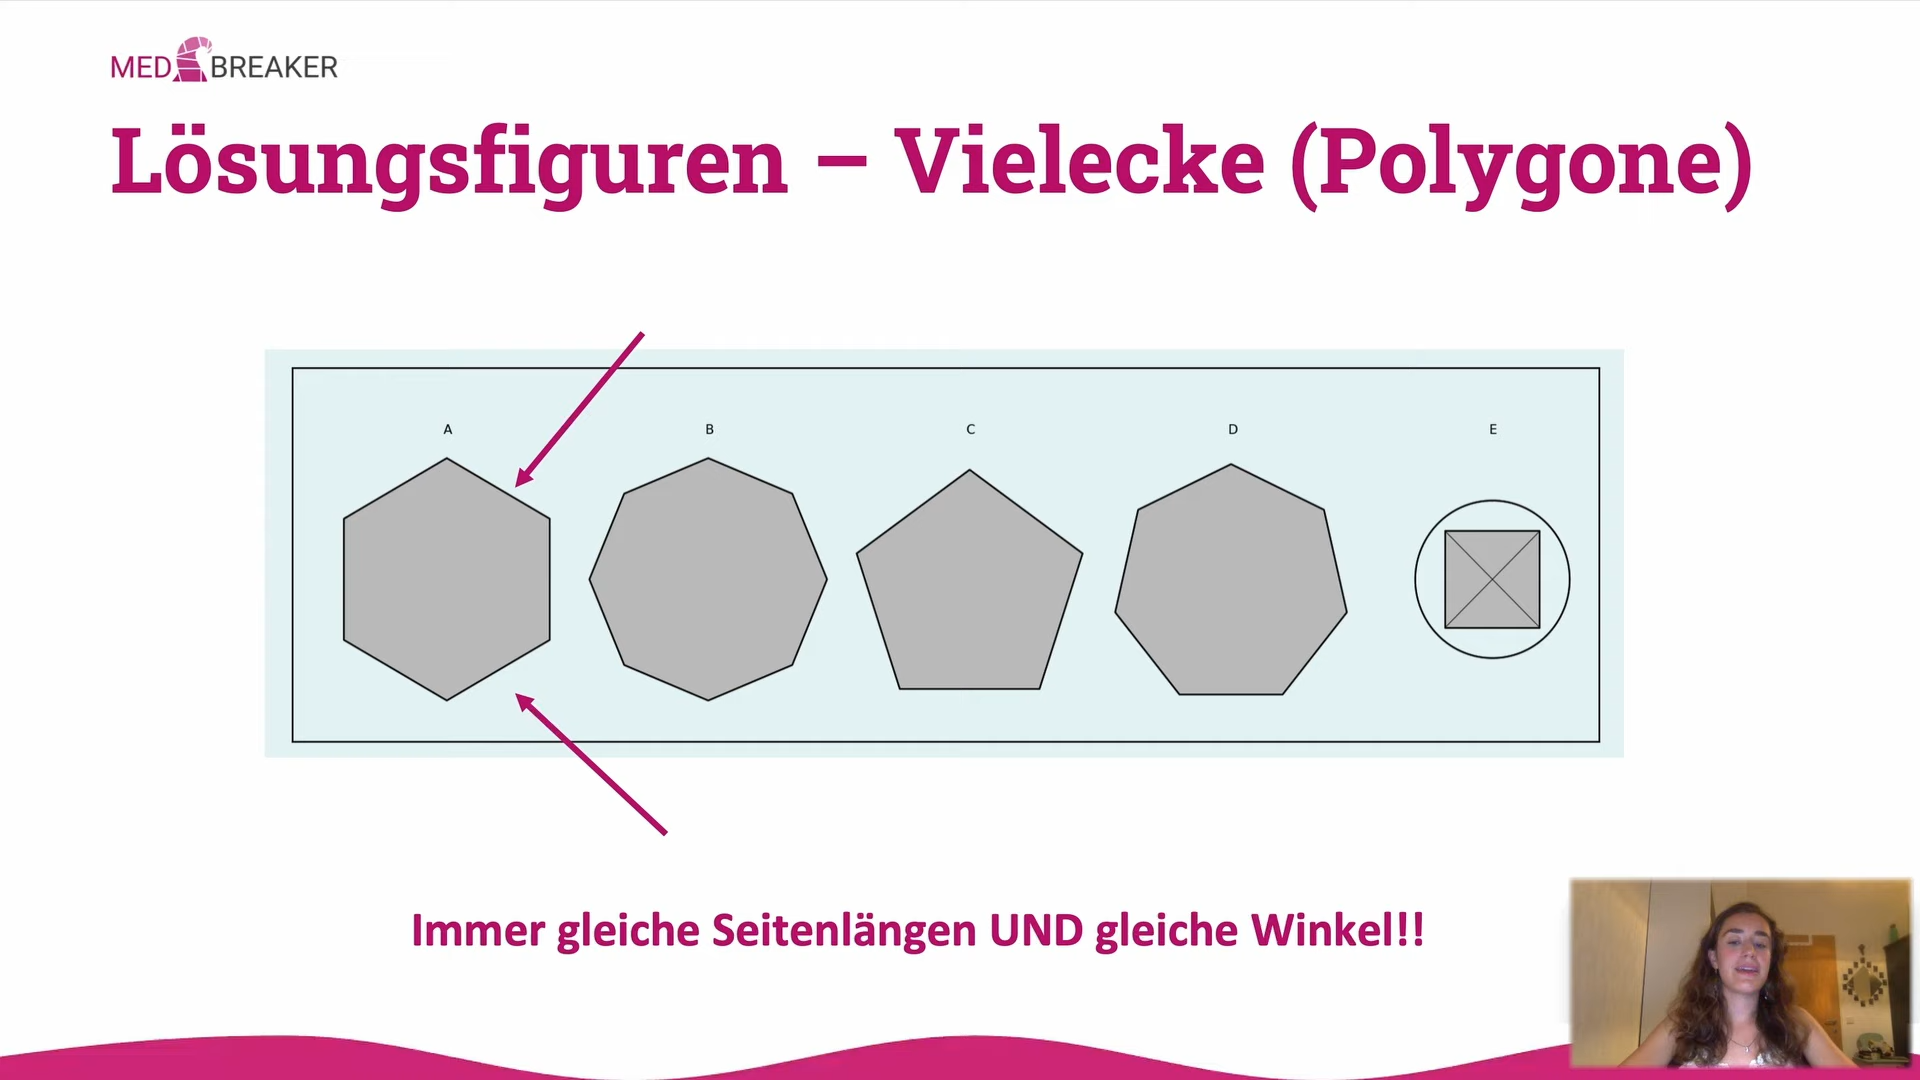 MED BREAKER
Lösungsfiguren – Vielecke (Polygone)
A B C D E
Immer gleiche Seitenlängen UND gleiche Winkel!!